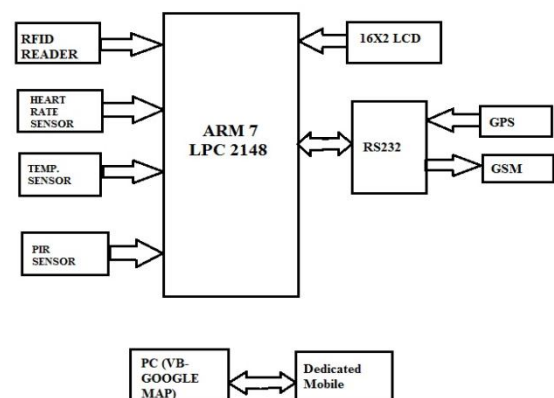 RFID
READER
HEART
RATE
SENSOR
TEMP.
SENSOR
PIR
SENSOR
ARM 7
LPC 2148
16X2 LCD
RS232
GPS
GSM
PC (VB-
GOOGLE
MAP)
Dedicated
Mobile